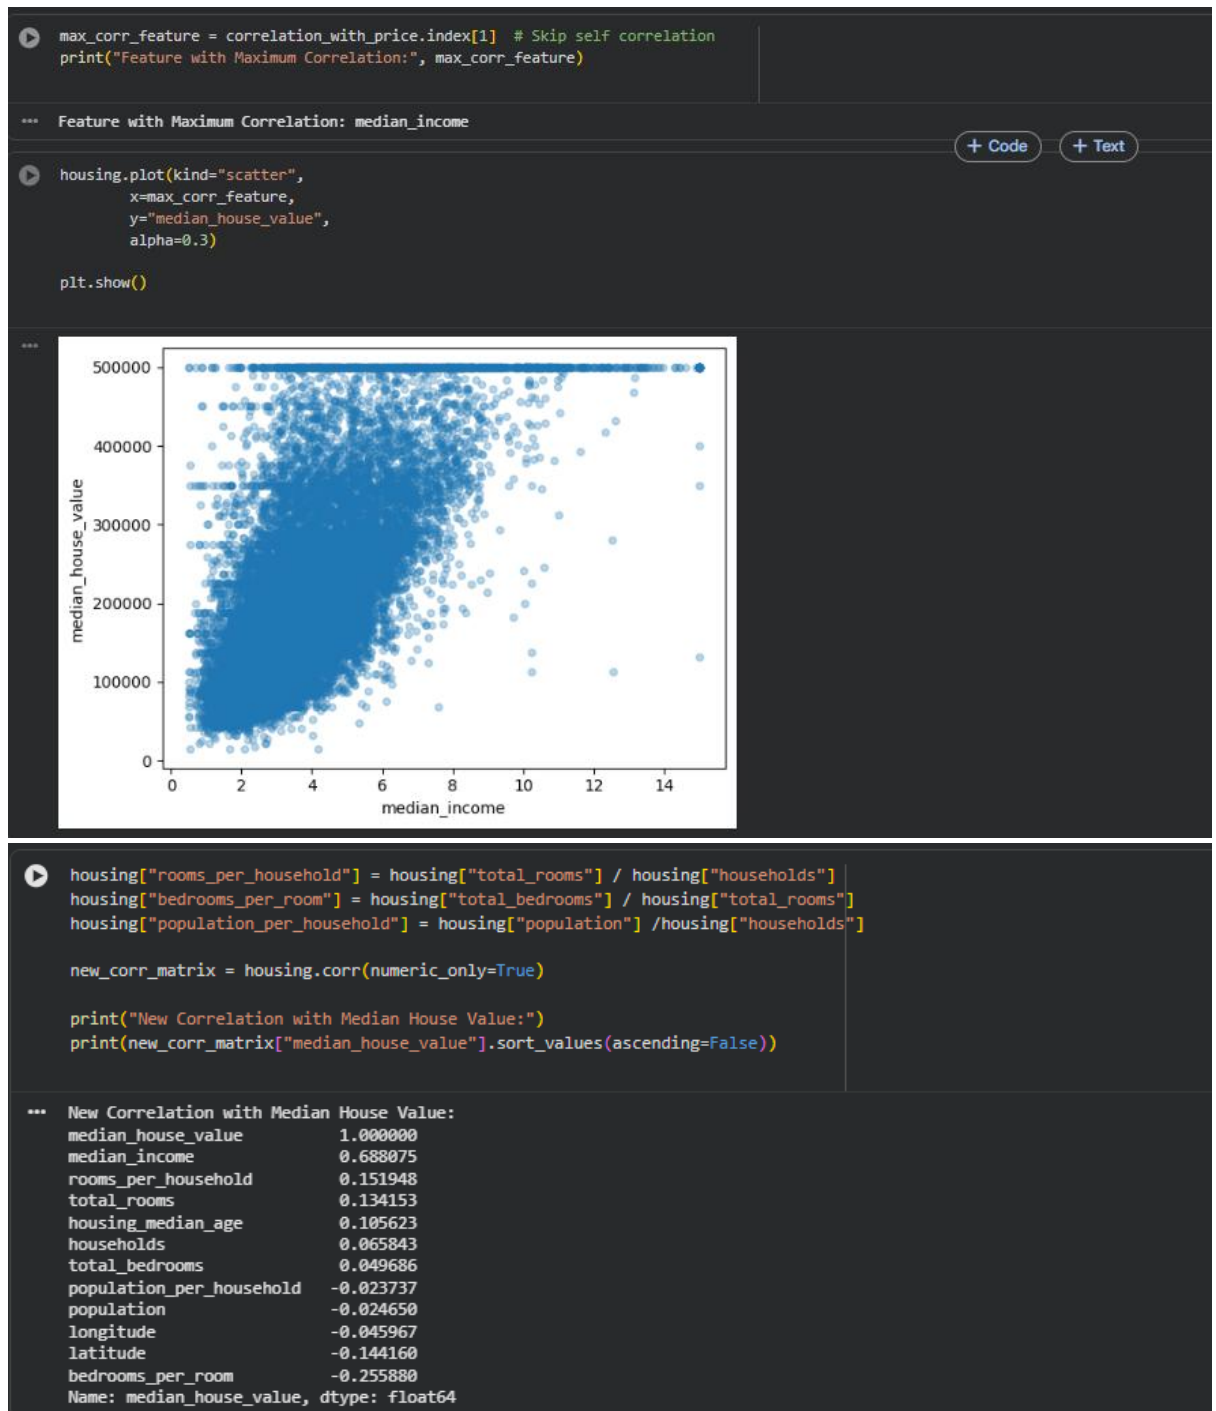 max_corr_feature = correlation_with_price.index[1]  # Skip self correlation
print("Feature with Maximum Correlation:", max_corr_feature)
Feature with Maximum Correlation: median_income
+ Code + Text
housing.plot(kind="scatter",
        x=max_corr_feature,
        y="median_house_value",
        alpha=0.3)
plt.show()
500000
400000
300000
200000
100000
0
median_house_value
0 2 4 6 8 10 12 14
median_income
housing["rooms_per_household"] = housing["total_rooms"] / housing["households"]
housing["bedrooms_per_room"] = housing["total_bedrooms"] / housing["total_rooms"]
housing["population_per_household"] = housing["population"] /housing["households"]
new_corr_matrix = housing.corr(numeric_only=True)
print("New Correlation with Median House Value:")
print(new_corr_matrix["median_house_value"].sort_values(ascending=False))
New Correlation with Median House Value:
median_house_value          1.000000
median_income               0.688075
rooms_per_household         0.151948
total_rooms                 0.134153
housing_median_age          0.105623
households                  0.065843
total_bedrooms              0.049686
population_per_household   -0.023737
population                 -0.024650
longitude                  -0.045967
latitude                   -0.144160
bedrooms_per_room          -0.255880
Name: median_house_value, dtype: float64